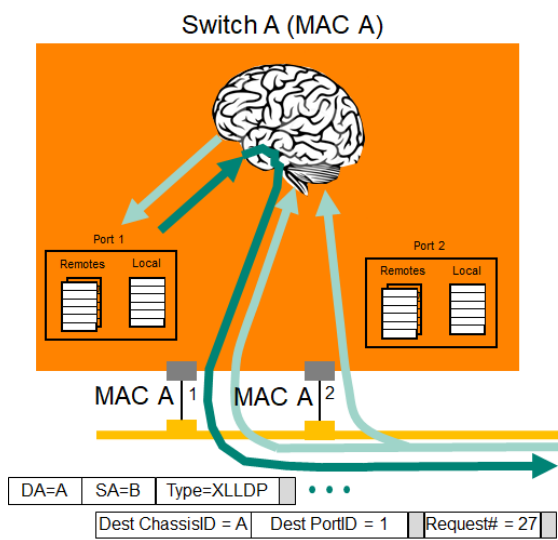 Switch A (MAC A)
Port 1
Remotes
Local
Port 2
Remotes
Local
MAC A
1
MAC A
2
DA=A
SA=B
Type=XLLDP
Dest ChassisID = A
Dest PortID = 1
Request# = 27